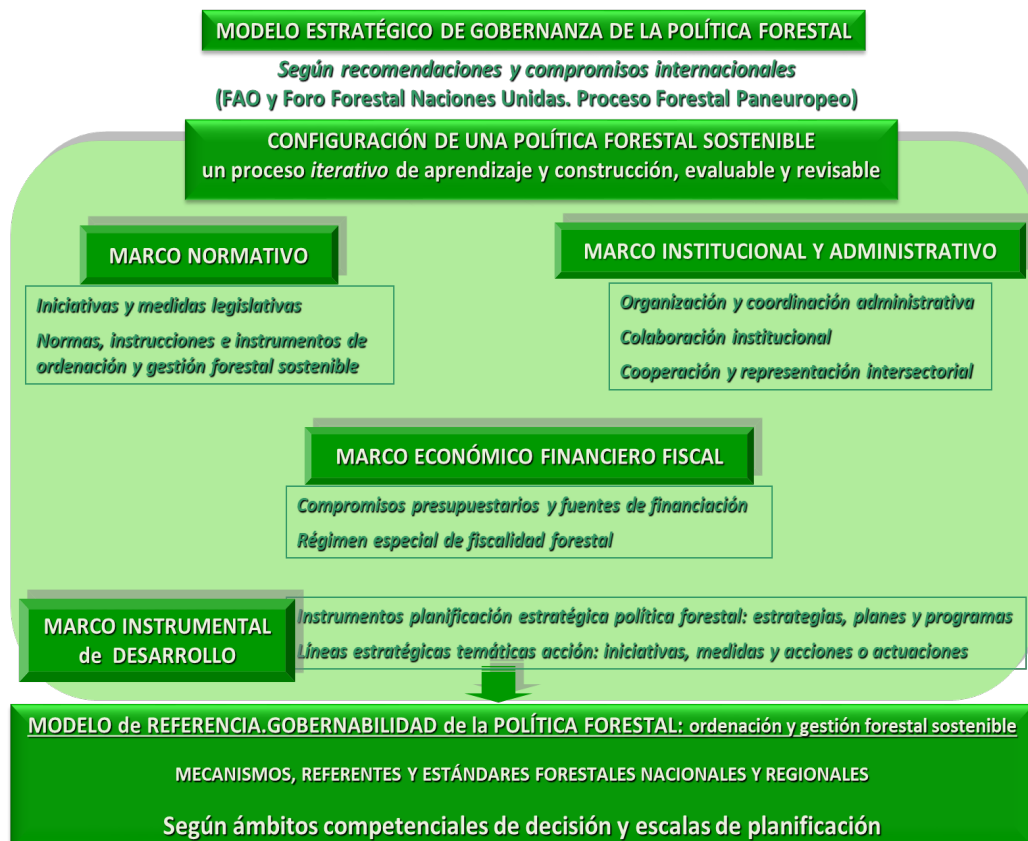 MODELO ESTRATÉGICO DE GOBERNANZA DE LA POLÍTICA FORESTAL
Según recomendaciones y compromisos internacionales
(FAO y Foro Forestal Naciones Unidas. Proceso Forestal Paneuropeo)
CONFIGURACIÓN DE UNA POLÍTICA FORESTAL SOSTENIBLE
un proceso iterativo de aprendizaje y construcción, evaluable y revisable
MARCO NORMATIVO
Iniciativas y medidas legislativas
Normas, instrucciones e instrumentos de
ordenación y gestión forestal sostenible
MARCO INSTITUCIONAL Y ADMINISTRATIVO
Organización y coordinación administrativa
Colaboración institucional
Cooperación y representación intersectorial
MARCO ECONÓMICO FINANCIERO FISCAL
Compromisos presupuestarios y fuentes de financiación
Régimen especial de fiscalidad forestal
MARCO INSTRUMENTAL
de DESARROLLO
Instrumentos planificación estratégica política forestal: estrategias, planes y programas
Líneas estratégicas temáticas acción: iniciativas, medidas y acciones o actuaciones
MODELO de REFERENCIA.GOBERNABILIDAD de la POLÍTICA FORESTAL: ordenación y gestión forestal sostenible
MECANISMOS, REFERENTES Y ESTÁNDARES FORESTALES NACIONALES Y REGIONALES
Según ámbitos competenciales de decisión y escalas de planificación